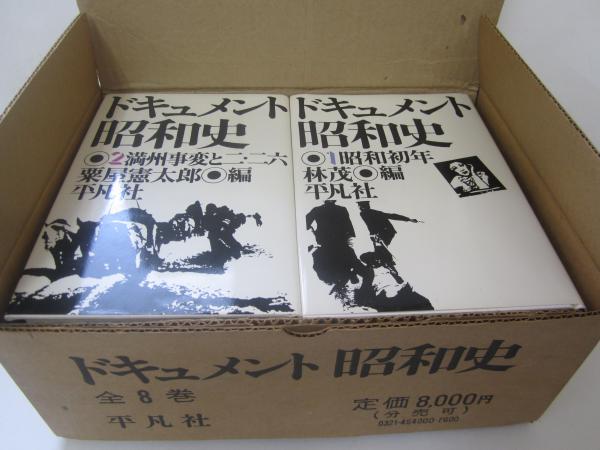 ドキュメント
昭和史
◉2満州事変と二・二六
粟屋憲太郎◉編
平凡社
ドキュメント
昭和史
◉1昭和初年
林茂◉編
平凡社
ドキュメント 昭和史
全8巻
平凡社
定価8,000円
(分売可)
0321-454000-7600